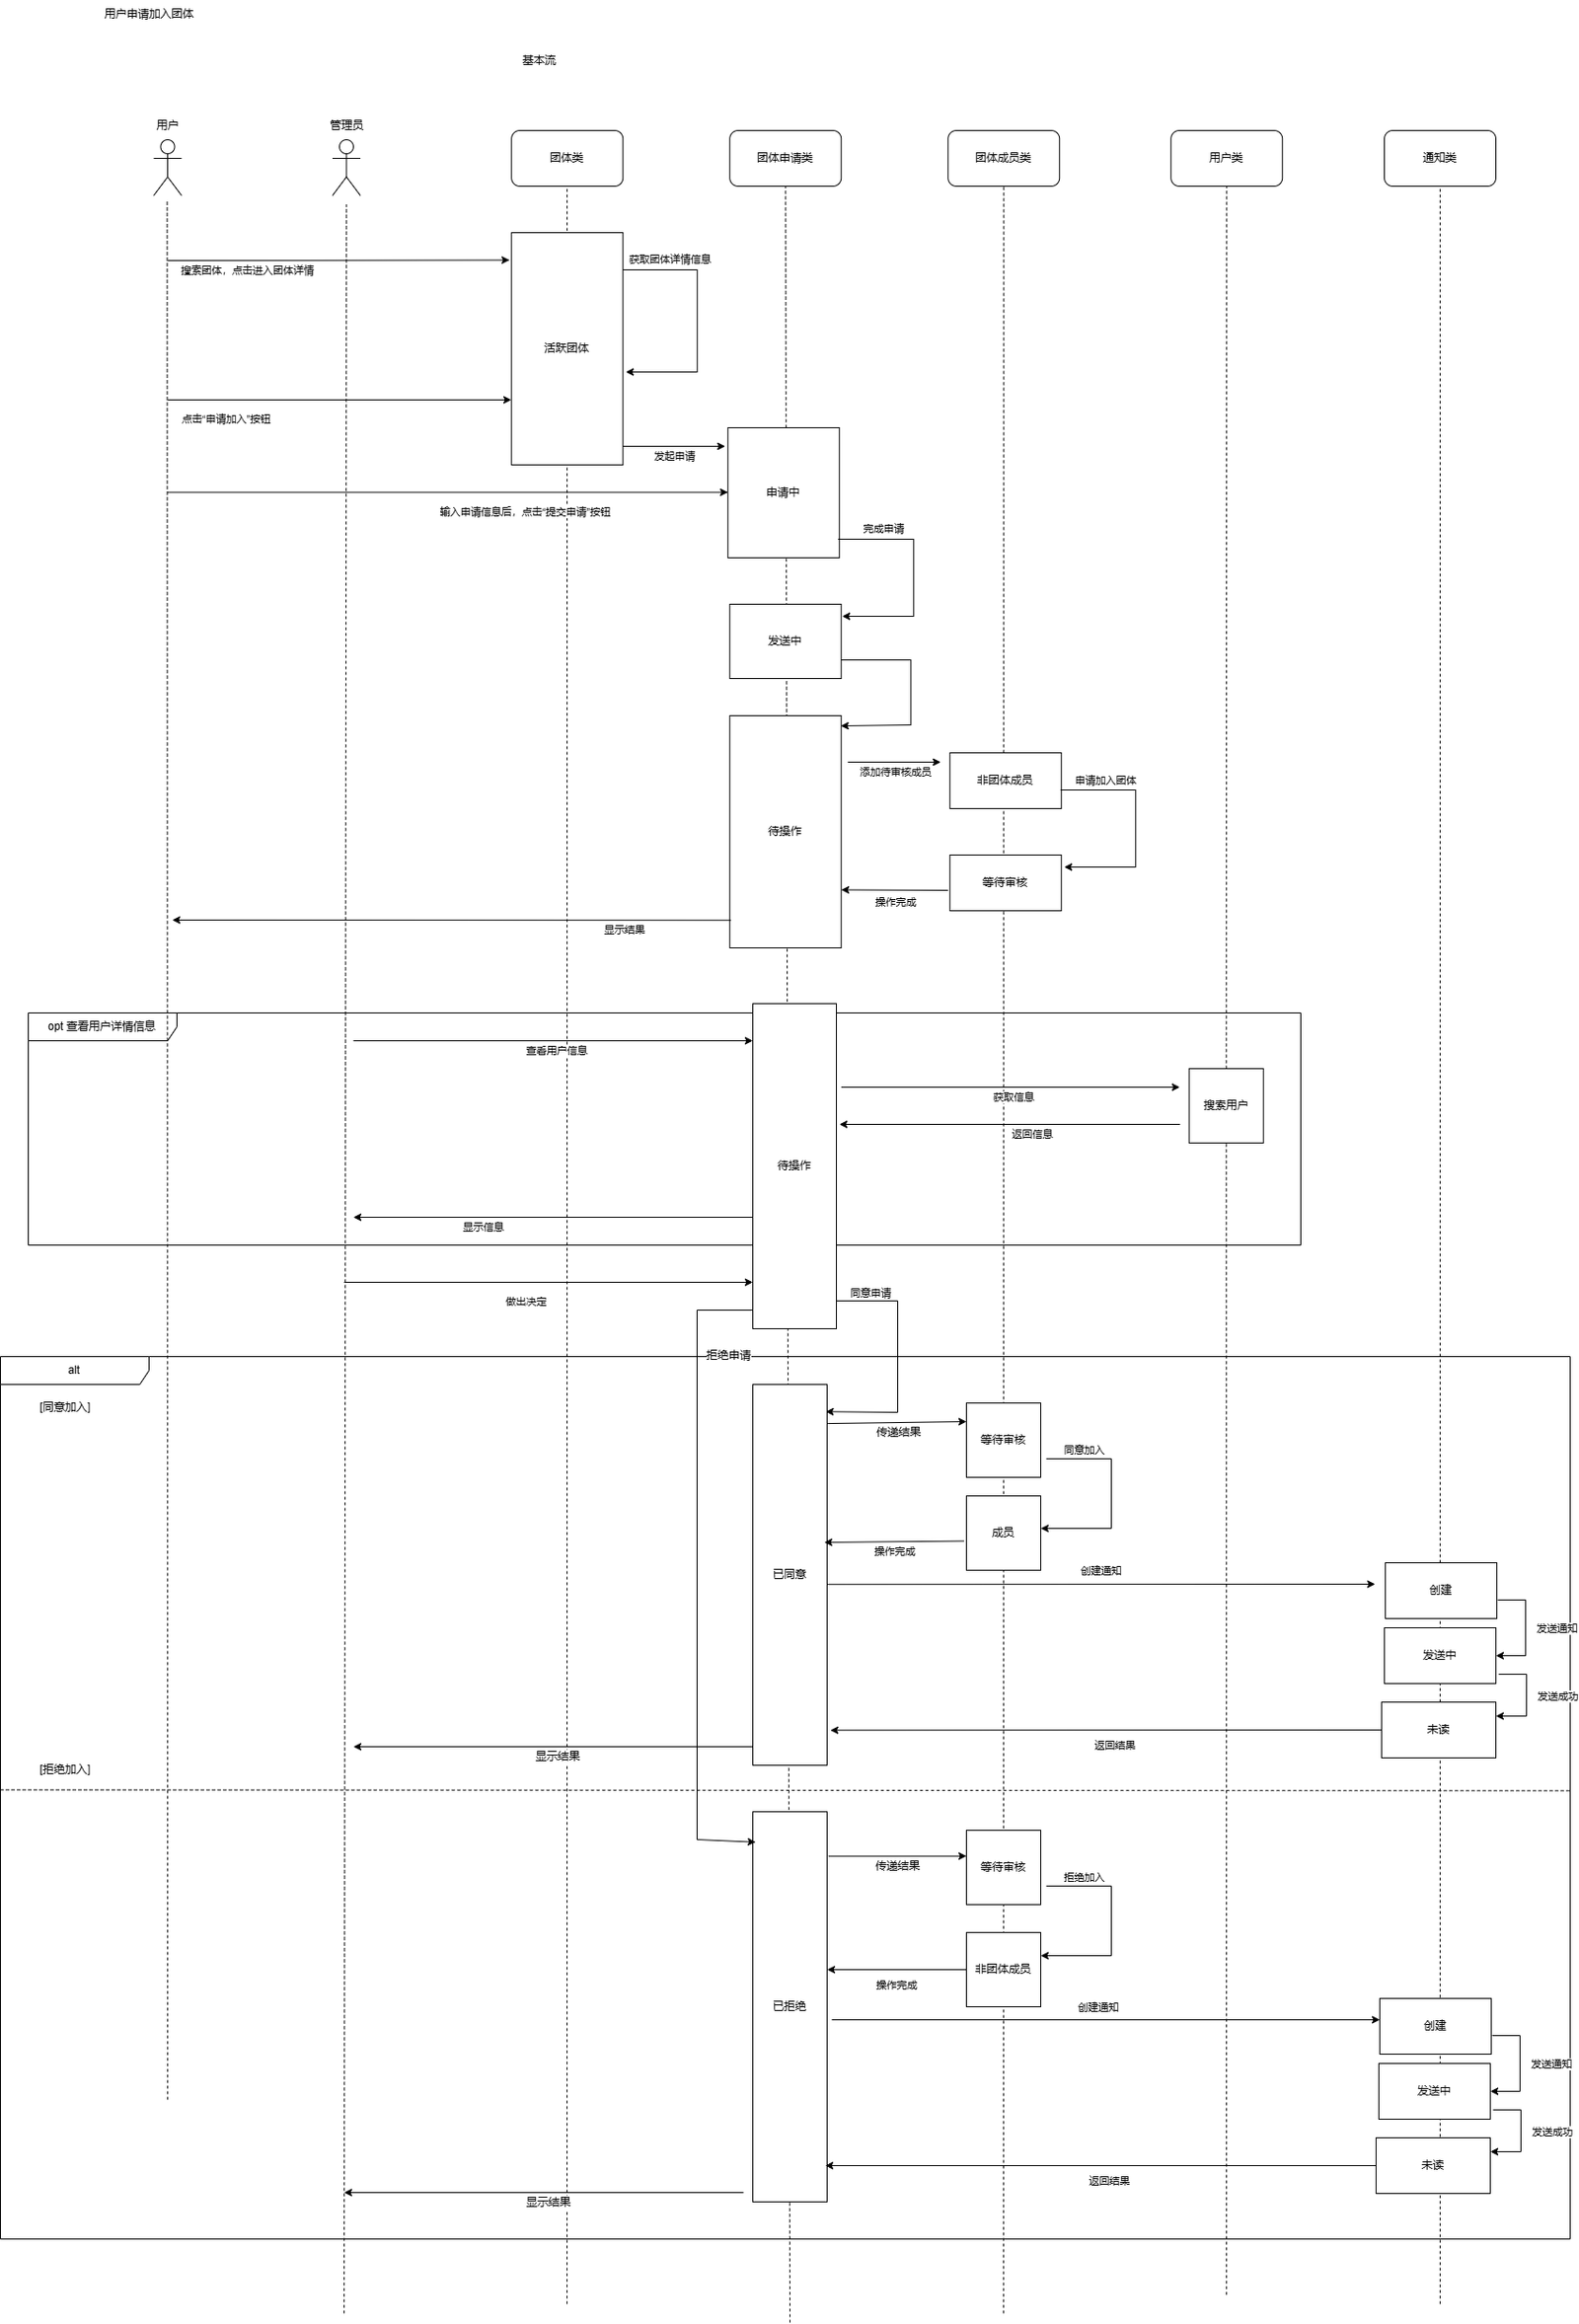 用户申请加入团体
基本流
用户
管理员
团体类
团体申请类
团体成员类
用户类
通知类
搜索团体，点击进入团体详情
获取团体详情信息
活跃团体
点击“申请加入”按钮
发起申请
申请中
输入申请信息后，点击“提交申请”按钮
完成申请
发送中
添加待审核成员
非团体成员
申请加入团体
待操作
等待审核
操作完成
显示结果
opt 查看用户详情信息
查看用户信息
获取信息
搜索用户
返回信息
待操作
显示信息
做出决定
同意申请
拒绝申请
alt
[同意加入]
传递结果
等待审核
同意加入
成员
操作完成
已同意
创建通知
创建
发送通知
发送中
发送成功
未读
返回结果
显示结果
[拒绝加入]
传递结果
等待审核
拒绝加入
非团体成员
操作完成
已拒绝
创建通知
创建
发送通知
发送中
发送成功
未读
返回结果
显示结果